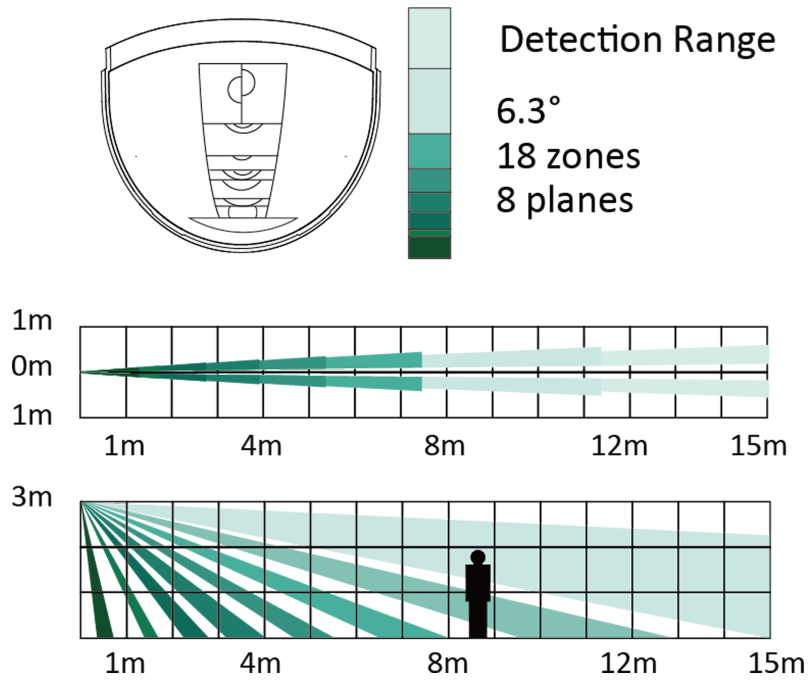 Detection Range
6.3°
18 zones
8 planes
1m
0m
1m
1m 4m 8m 12m 15m
3m
1m 4m 8m 12m 15m